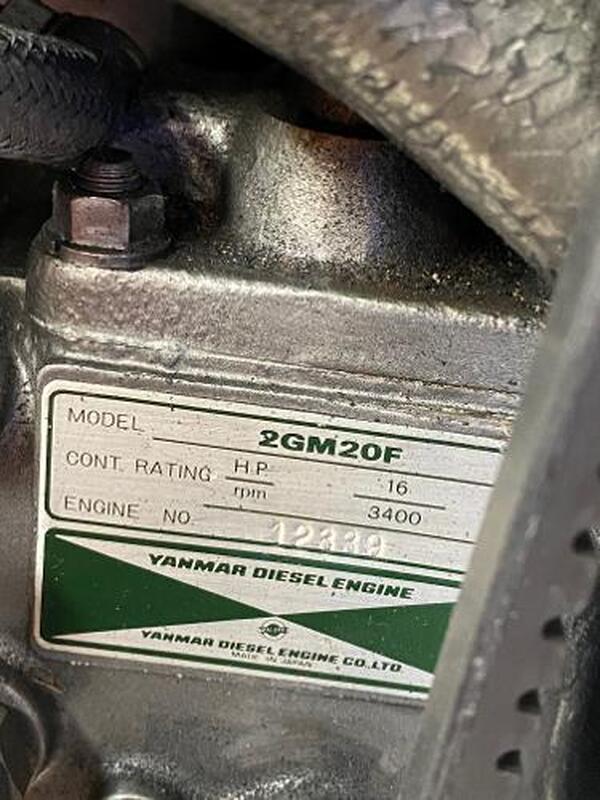 MODEL 2GM20F
CONT. RATING H.P. 16
rpm 3400
ENGINE NO. 12339
YANMAR DIESEL ENGINE
YANMAR DIESEL ENGINE CO.,LTD.
MADE IN JAPAN